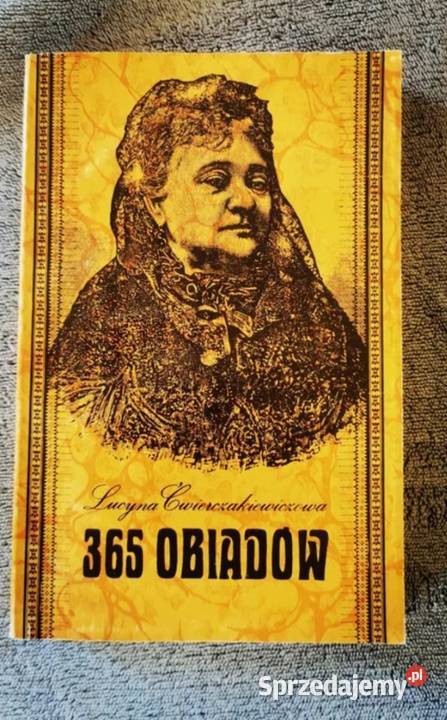 Lucyna Ćwierczakiewiczowa
365 OBIADÓW
Sprzedajemy.pl